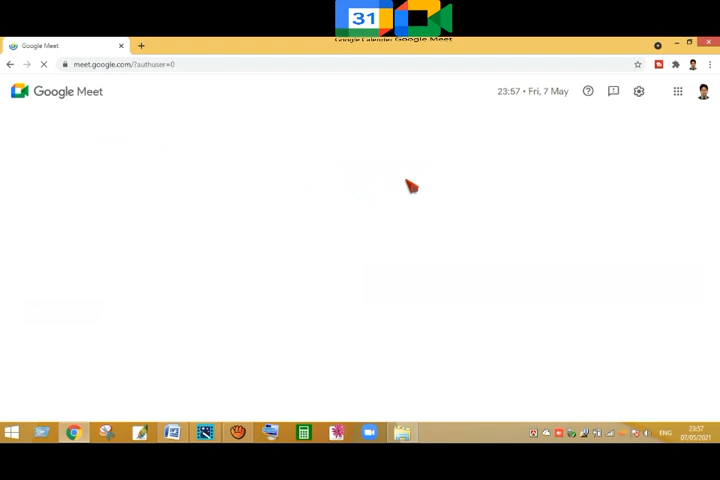 31
Google Calendar Google Meet
Google Meet
meet.google.com/?authuser=0
Google Meet
23:57 • Fri, 7 May
ENG
23:57
07/05/2021